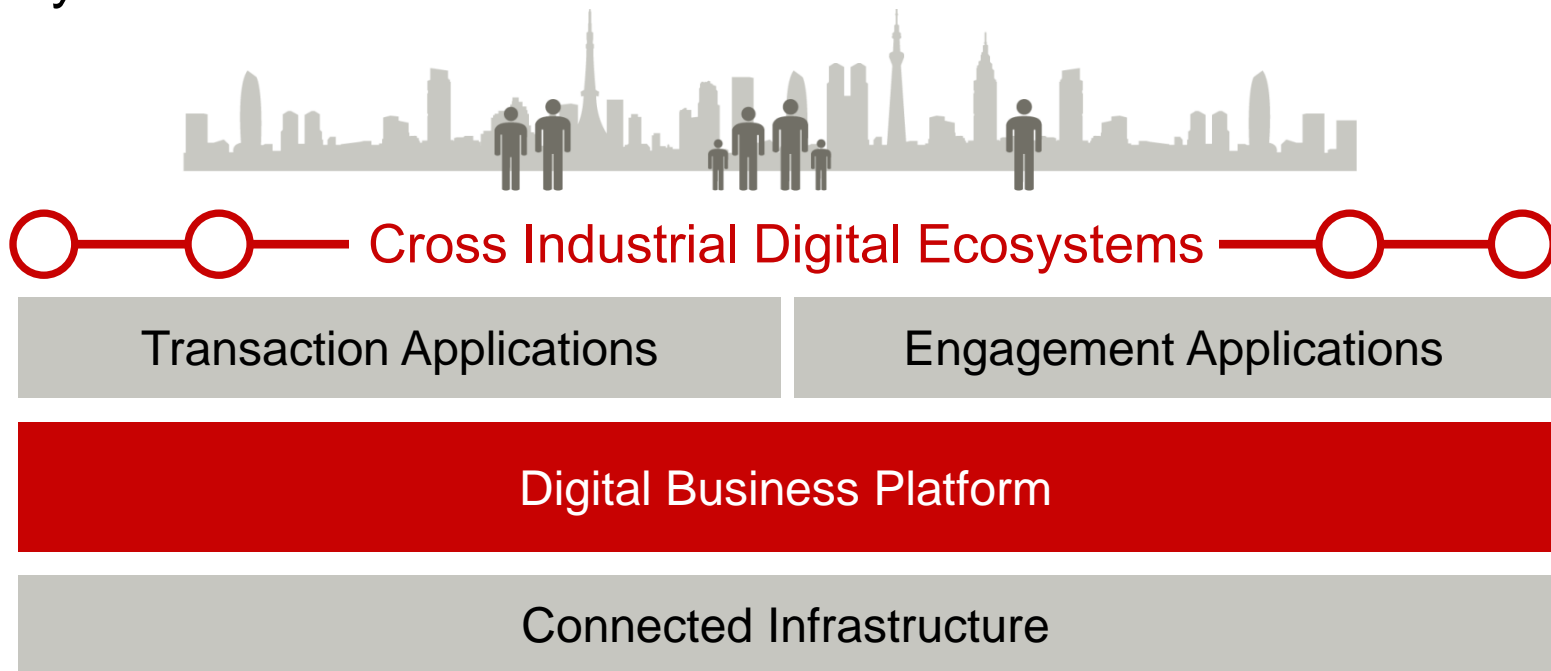 Cross Industrial Digital Ecosystems
Transaction Applications
Engagement Applications
Digital Business Platform
Connected Infrastructure